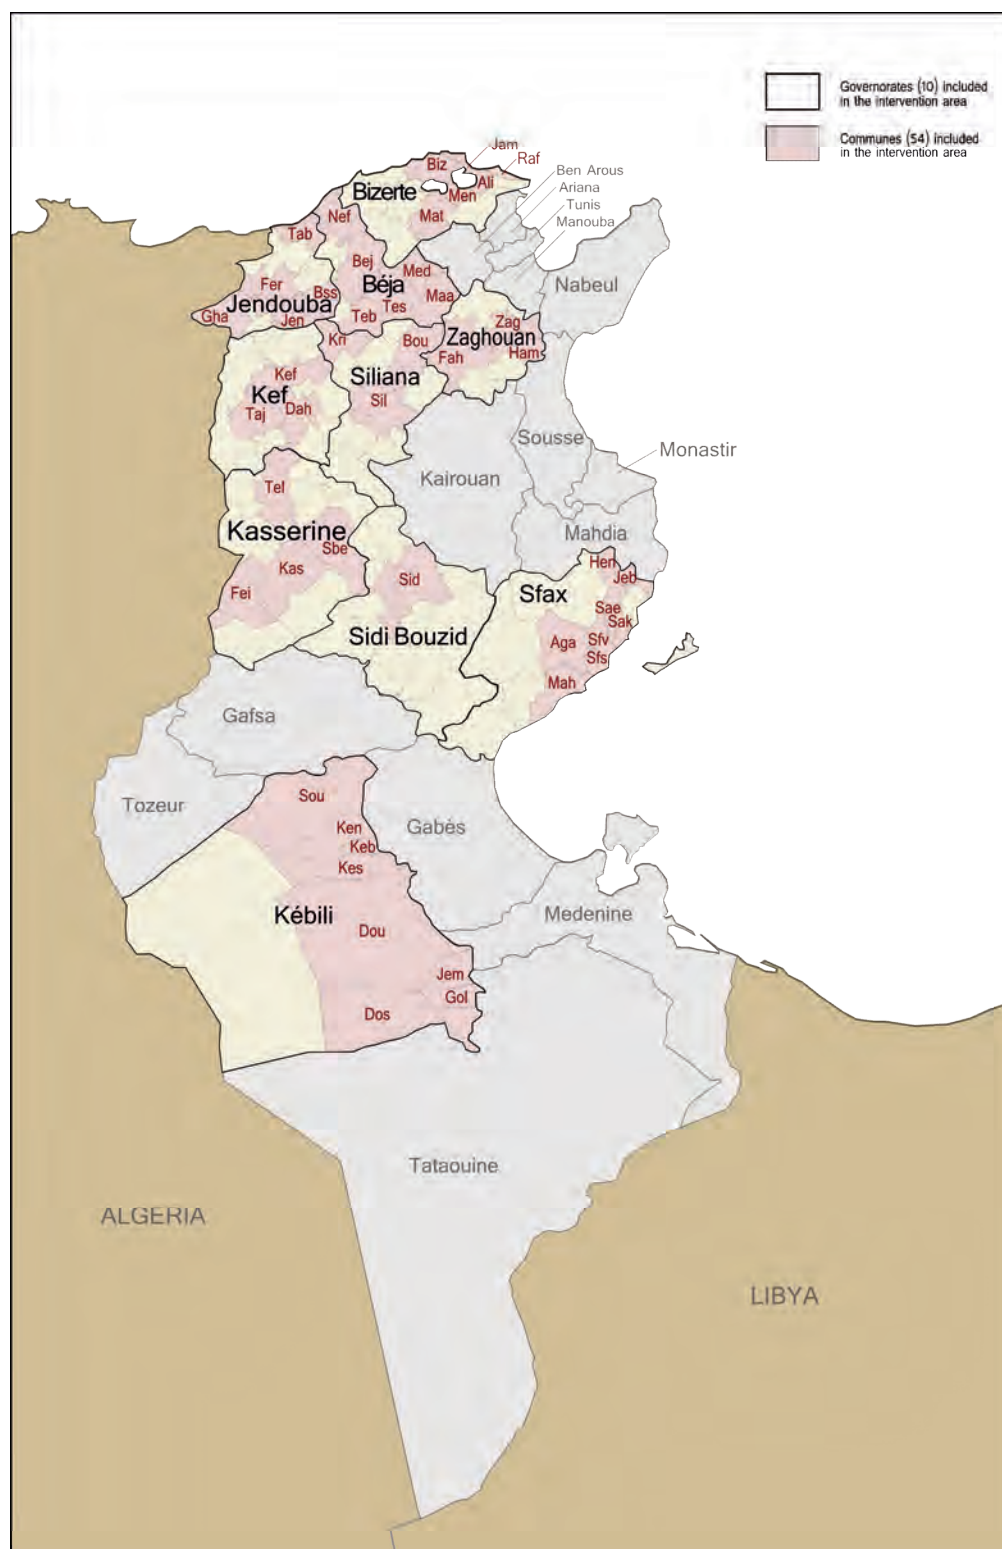 Governorates (10) included
in the intervention area
Communes (54) included
in the intervention area
Jam
Biz
Raf
Ben Arous
Ali
Ariana
Bizerte
Men
Tunis
Nef
Mat
Manouba
Tab
Bej
Med
Nabeul
Fer
Béja
Bss
Maa
Jendouba
Tes
Gha
Jen
Teb
Zag
Kri
Bou
Zaghouan
Fah
Ham
Kef
Siliana
Kef
Sil
Taj
Dah
Sousse
Monastir
Kairouan
Tel
Kasserine
Mahdia
Sbe
Hen
Kas
Sid
Jeb
Fei
Sfax
Sae
Sak
Sidi Bouzid
Aga
Sfv
Sfs
Mah
Gafsa
Sou
Tozeur
Ken
Gabès
Keb
Kes
Kébili
Medenine
Dou
Jem
Gol
Dos
Tataouine
ALGERIA
LIBYA